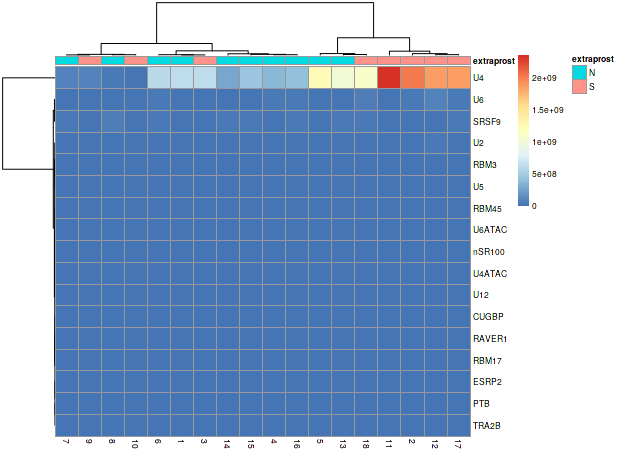 extraprost
extraprost
N
S
U4
U6
SRSF9
U2
RBM3
U5
RBM45
U6ATAC
nSR100
U4ATAC
U12
CUGBP
RAVER1
RBM17
ESRP2
PTB
TRA2B
2e+09
1.5e+09
1e+09
5e+08
0
7 9 8 10 6 1 3 14 15 4 16 5 13 18 11 2 12 17